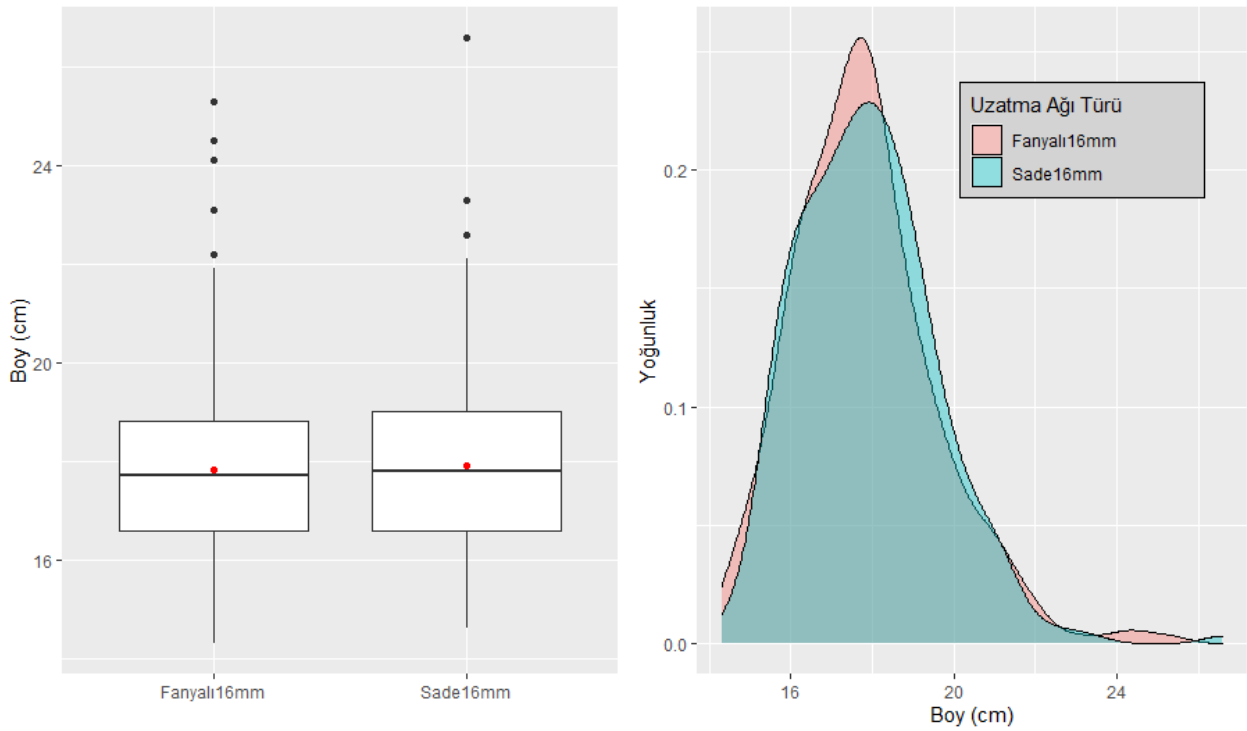 Boy (cm)
24
20
16
Fanyalı16mm
Sade16mm
Yoğunluk
0.2
0.1
0.0
16
20
24
Boy (cm)
Uzatma Ağı Türü
Fanyalı16mm
Sade16mm